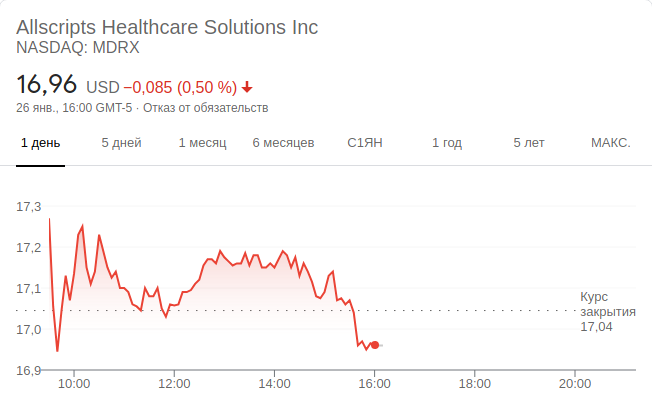 Allscripts Healthcare Solutions Inc
NASDAQ: MDRX
16,96 USD −0,085 (0,50 %)
26 янв., 16:00 GMT-5 · Отказ от обязательств
1 день 5 дней 1 месяц 6 месяцев С1ЯН 1 год 5 лет МАКС.
17,3
17,2
17,1
17,0
16,9
Курс
закрытия
17,04
10:00 12:00 14:00 16:00 18:00 20:00